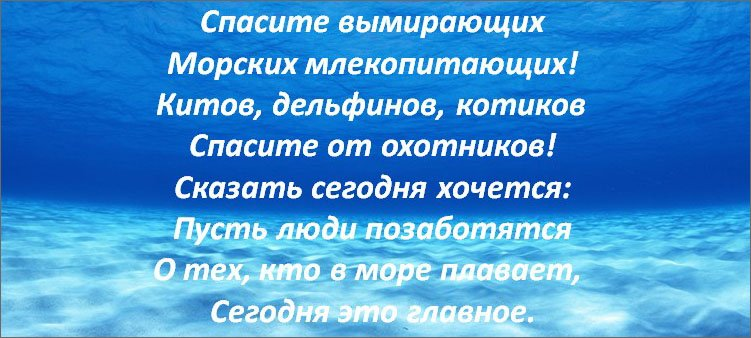 Спасите вымирающих
Морских млекопитающих!
Китов, дельфинов, котиков
Спасите от охотников!
Сказать сегодня хочется:
Пусть люди позаботятся
О тех, кто в море плавает,
Сегодня это главное.